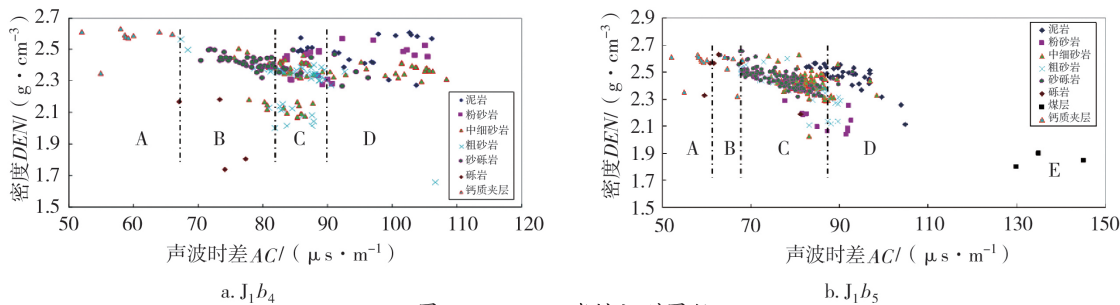 2.7
2.5
2.3
2.1
1.9
1.7
1.5
密度DEN/( g·cm⁻³)
A
B
C
D
泥岩
粉砂岩
中细砂岩
粗砂岩
砂砾岩
砾岩
钙质夹层
50 60 70 80 90 100 110 120
声波时差AC/( μs·m⁻¹)
a. J₁b₄
2.9
2.7
2.5
2.3
2.1
1.9
1.7
1.5
密度DEN/( g·cm⁻³)
A
B
C
D
E
泥岩
粉砂岩
中细砂岩
粗砂岩
砂砾岩
砾岩
煤层
钙质夹层
50 70 90 110 130 150
声波时差AC/( μs·m⁻¹)
b. J₁b₅